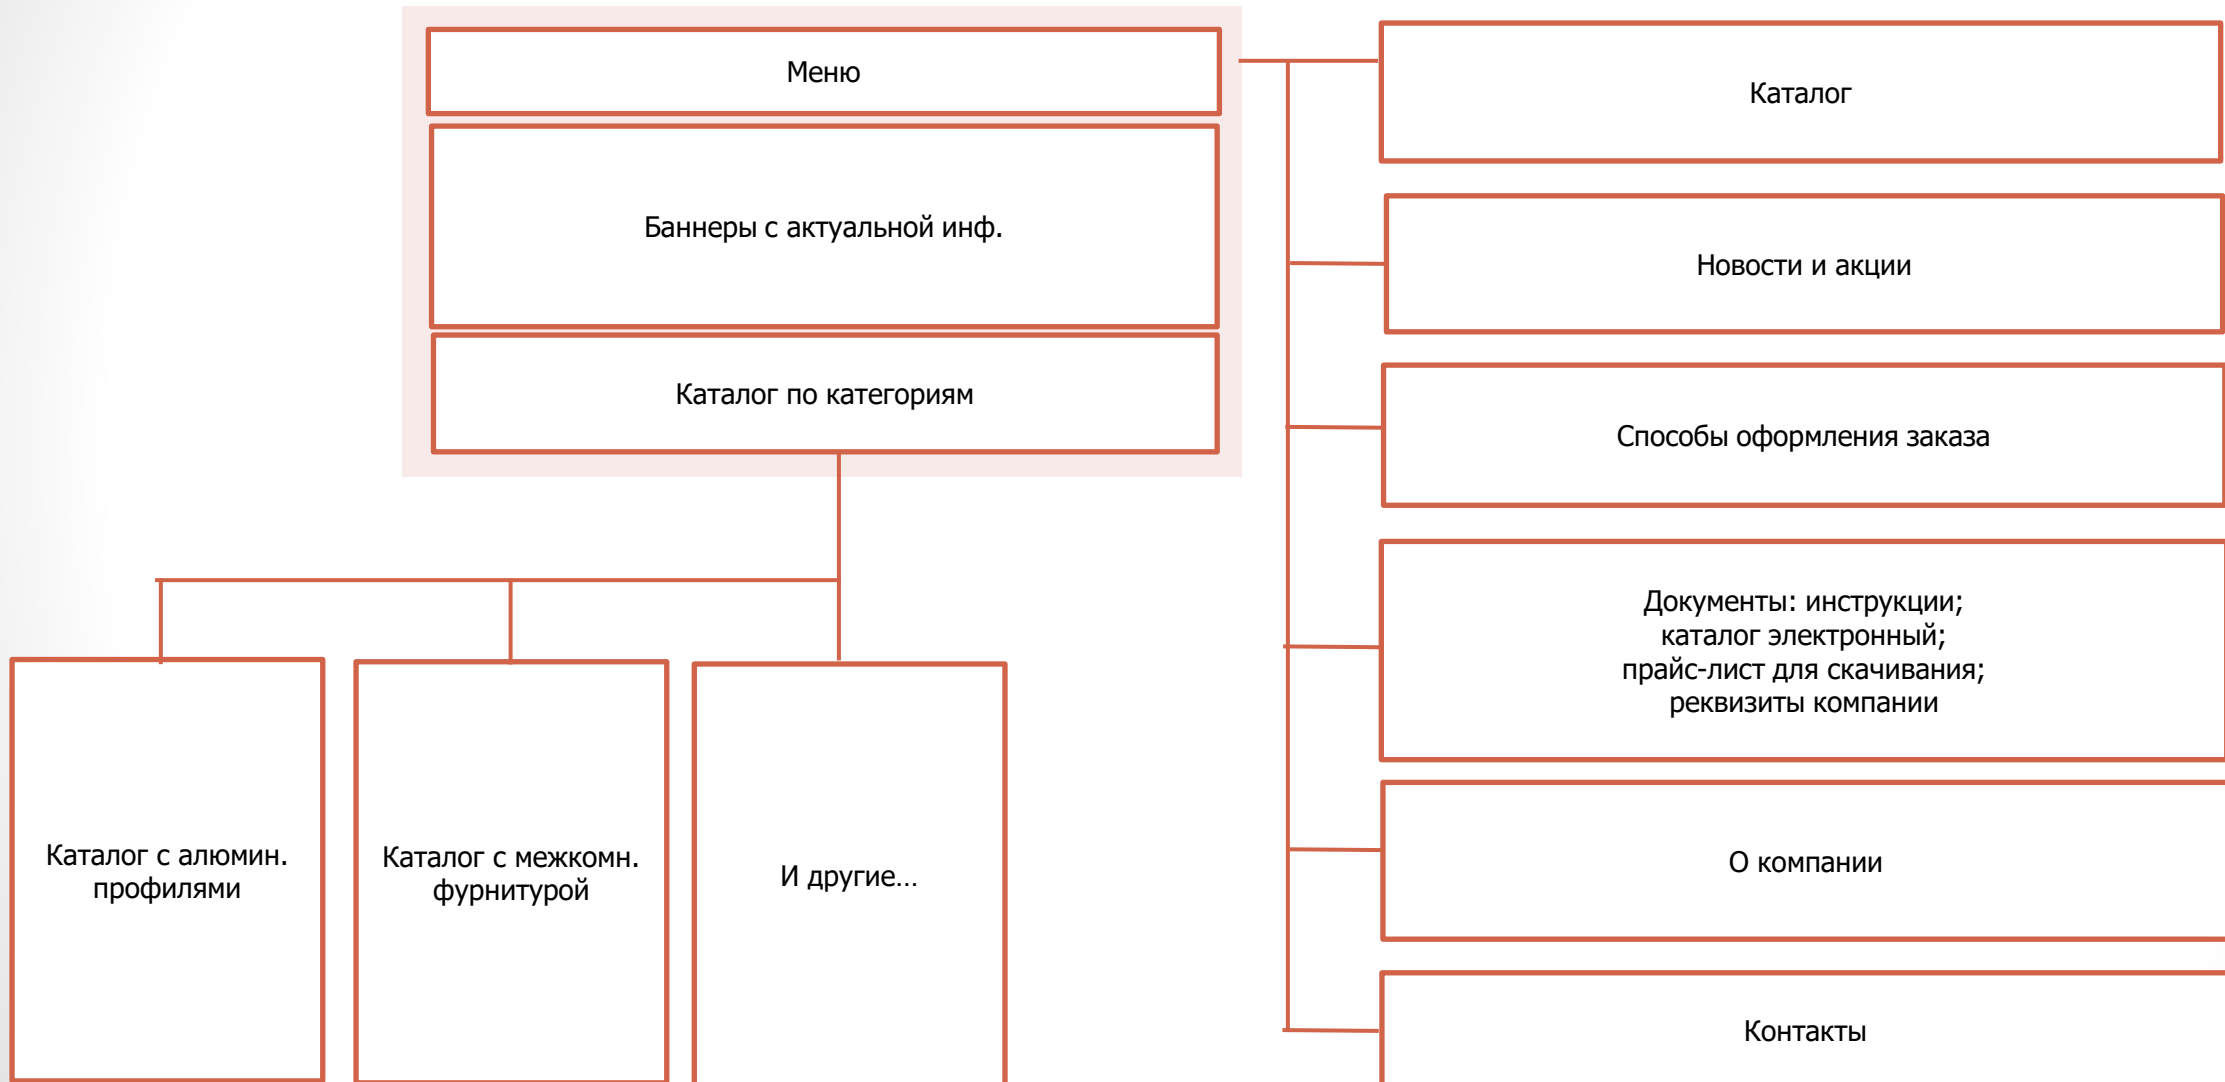 Меню
Баннеры с актуальной инф.
Каталог по категориям
Каталог с алюмин.
профилями
Каталог с межкомн.
фурнитурой
И другие…
Каталог
Новости и акции
Способы оформления заказа
Документы: инструкции;
каталог электронный;
прайс-лист для скачивания;
реквизиты компании
О компании
Контакты